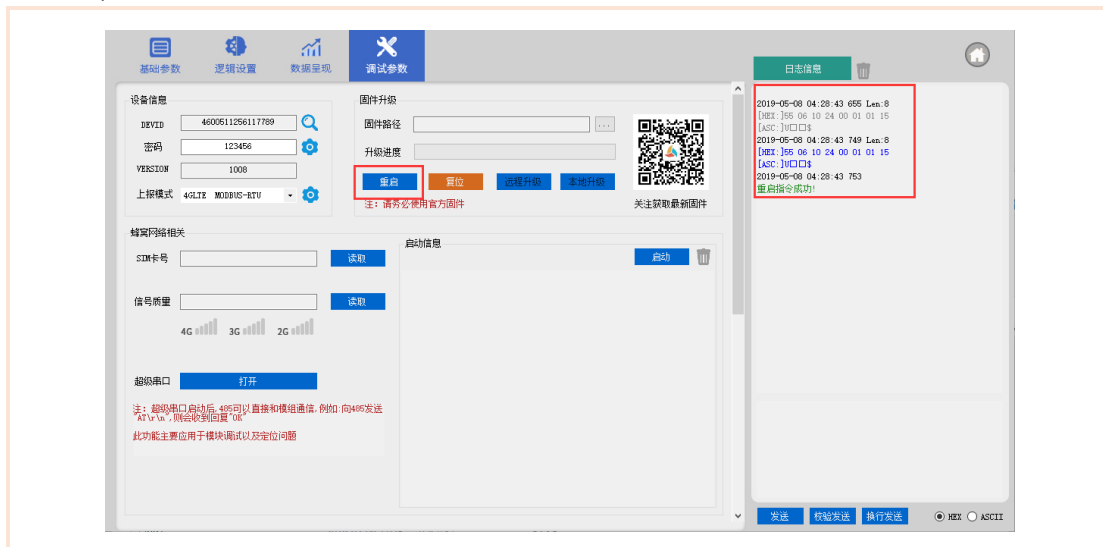 基础参数
逻辑设置
数据呈现
调试参数
设备信息
DEVID 4600511256117789
密码 123456
VERSION 1008
上报模式 4GLTE MODBUS-RTU
固件升级
固件路径 ...
升级进度
重启 复位 远程升级 本地升级
注：请务必使用官方固件
关注获取最新固件
蜂窝网络相关
SIM卡号 读取
信号质量 读取
4G 3G 2G
超级串口 打开
注：超级串口启动后,485可以直接和模组通信,例如:向485发送
"AT\r\n",则会收到回复"OK"
此功能主要应用于模块调试以及定位问题
启动信息
启动
日志信息
2019-05-08 04:28:43 655 Len:8
[HEX:]55 06 10 24 00 01 01 15
[ASC:]U□□$
2019-05-08 04:28:43 749 Len:8
[HEX:]55 06 10 24 00 01 01 15
[ASC:]U□□$
2019-05-08 04:28:43 753
重启指令成功!
发送 校验发送 换行发送 HEX ASCII